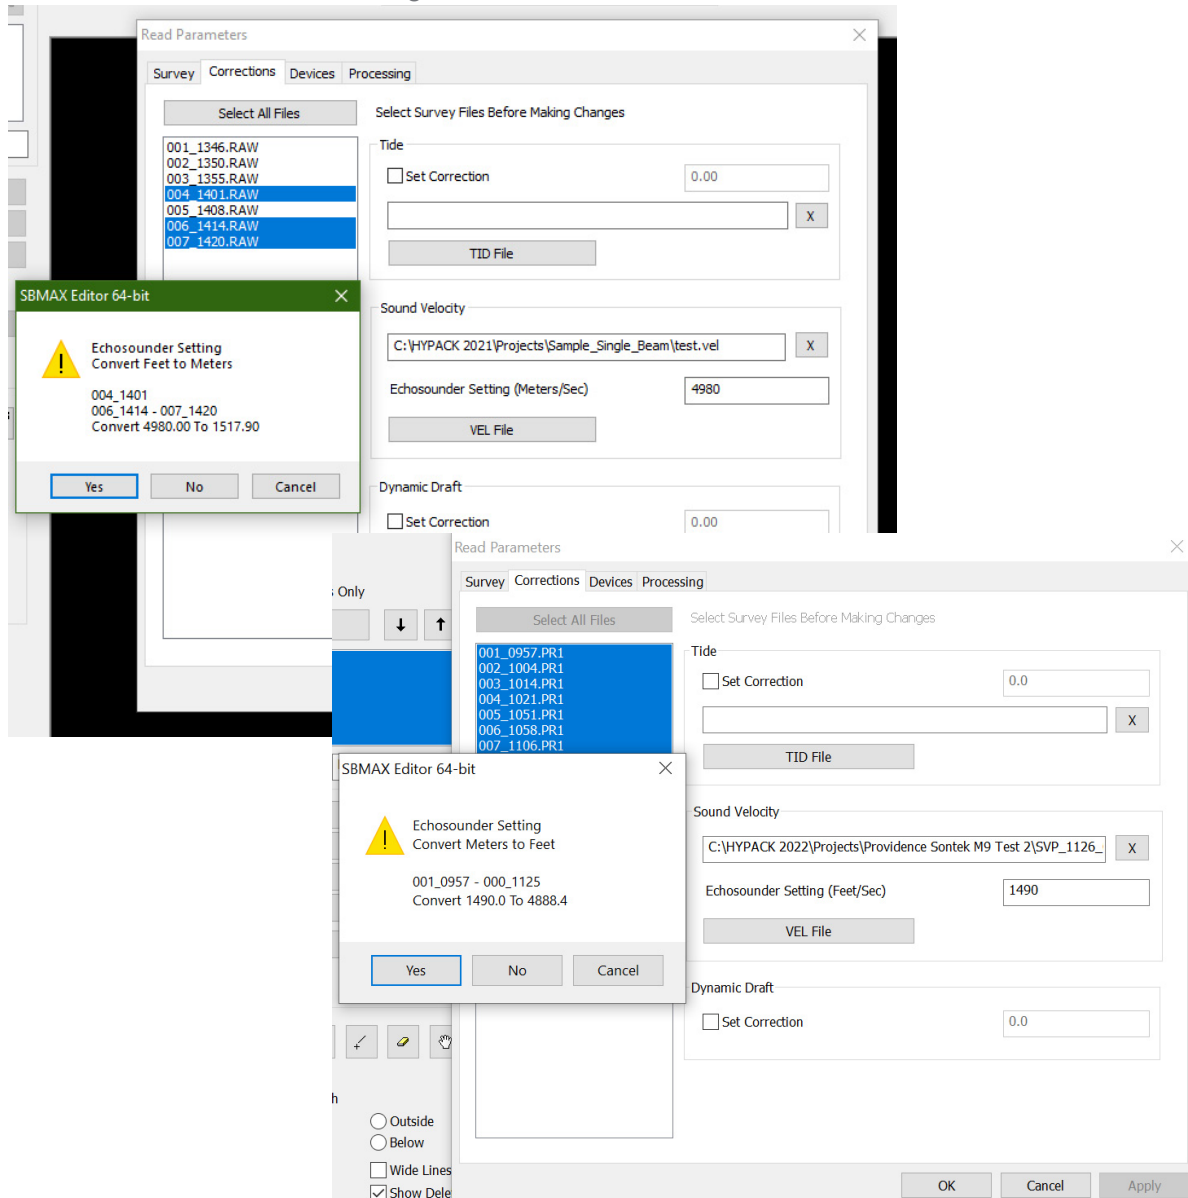 Read Parameters
Survey Corrections Devices Processing
Select All Files
Select Survey Files Before Making Changes
001_1346.RAW
002_1350.RAW
003_1355.RAW
004_1401.RAW
005_1408.RAW
006_1414.RAW
007_1420.RAW
Tide
Set Correction
0.00
X
TID File
Sound Velocity
C:\HYPACK 2021\Projects\Sample_Single_Beam\test.vel
X
Echosounder Setting (Meters/Sec)
4980
VEL File
Dynamic Draft
Set Correction
0.00
SBMAX Editor 64-bit
Echosounder Setting
Convert Feet to Meters
004_1401
006_1414 - 007_1420
Convert 4980.00 To 1517.90
Yes No Cancel
Read Parameters
Survey Corrections Devices Processing
Only
Select All Files
Select Survey Files Before Making Changes
001_0957.PR1
002_1004.PR1
003_1014.PR1
004_1021.PR1
005_1051.PR1
006_1058.PR1
007_1106.PR1
Tide
Set Correction
0.0
X
TID File
Sound Velocity
C:\HYPACK 2022\Projects\Providence Sontek M9 Test 2\SVP_1126_
X
Echosounder Setting (Feet/Sec)
1490
VEL File
Dynamic Draft
Set Correction
0.0
SBMAX Editor 64-bit
Echosounder Setting
Convert Meters to Feet
001_0957 - 000_1125
Convert 1490.0 To 4888.4
Yes No Cancel
h
Outside
Below
Wide Lines
Show Dele
OK Cancel Apply